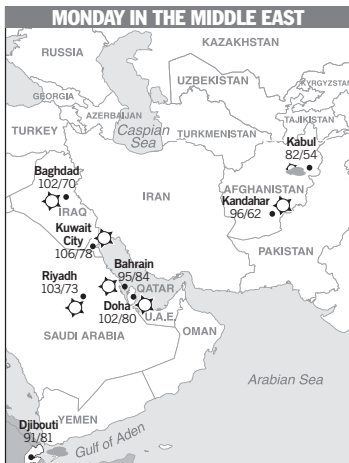 MONDAY IN THE MIDDLE EAST
RUSSIA
KAZAKHSTAN
UZBEKISTAN
KYRGYZSTAN
GEORGIA
AZERBAIJAN
TAJIKISTAN
TURKEY
Caspian
Sea
TURKMENISTAN
Kabul
82/54
Baghdad
102/70
IRAQ
IRAN
AFGHANISTAN
Kandahar
96/62
Kuwait
City
106/78
PAKISTAN
Riyadh
103/73
Bahrain
95/84
QATAR
Doha
102/80
U.A.E.
SAUDI ARABIA
OMAN
Arabian Sea
Djibouti
91/81
YEMEN
Gulf of Aden